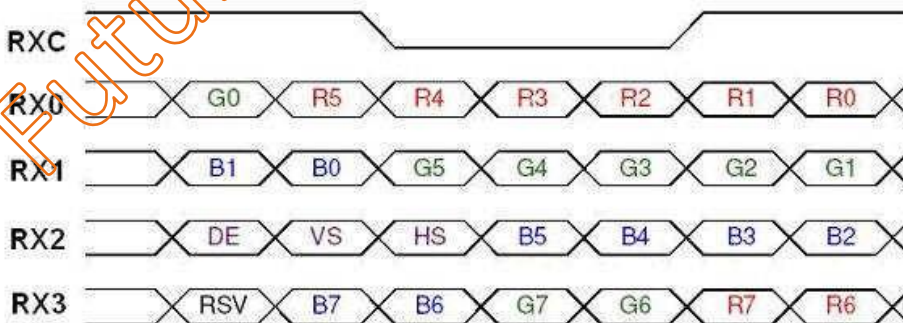 RXC
RX0 G0 R5 R4 R3 R2 R1 R0
RX1 B1 B0 G5 G4 G3 G2 G1
RX2 DE VS HS B5 B4 B3 B2
RX3 RSV B7 B6 G7 G6 R7 R6
Futu